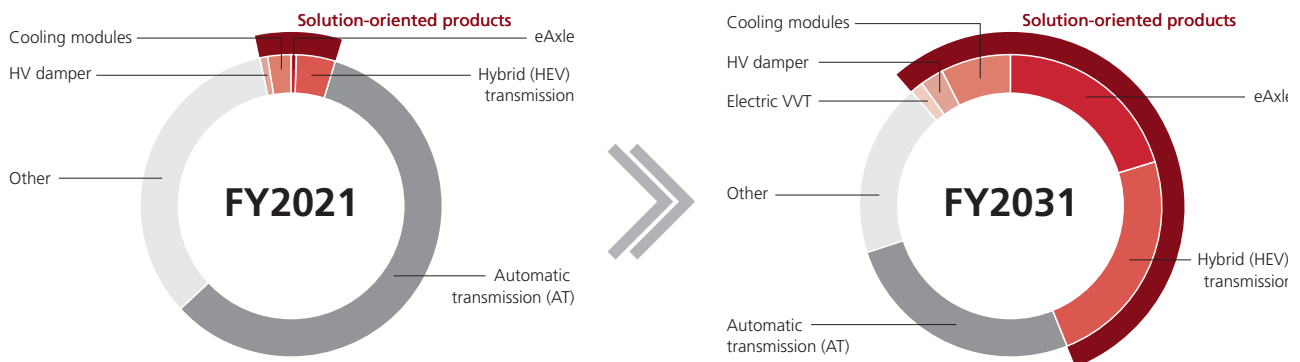 Solution-oriented products
Cooling modules
eAxle
HV damper
Hybrid (HEV)
transmission
Other
FY2021
Automatic
transmission (AT)
Solution-oriented products
Cooling modules
HV damper
Electric VVT
eAxle
Other
FY2031
Hybrid (HEV)
transmission
Automatic
transmission (AT)